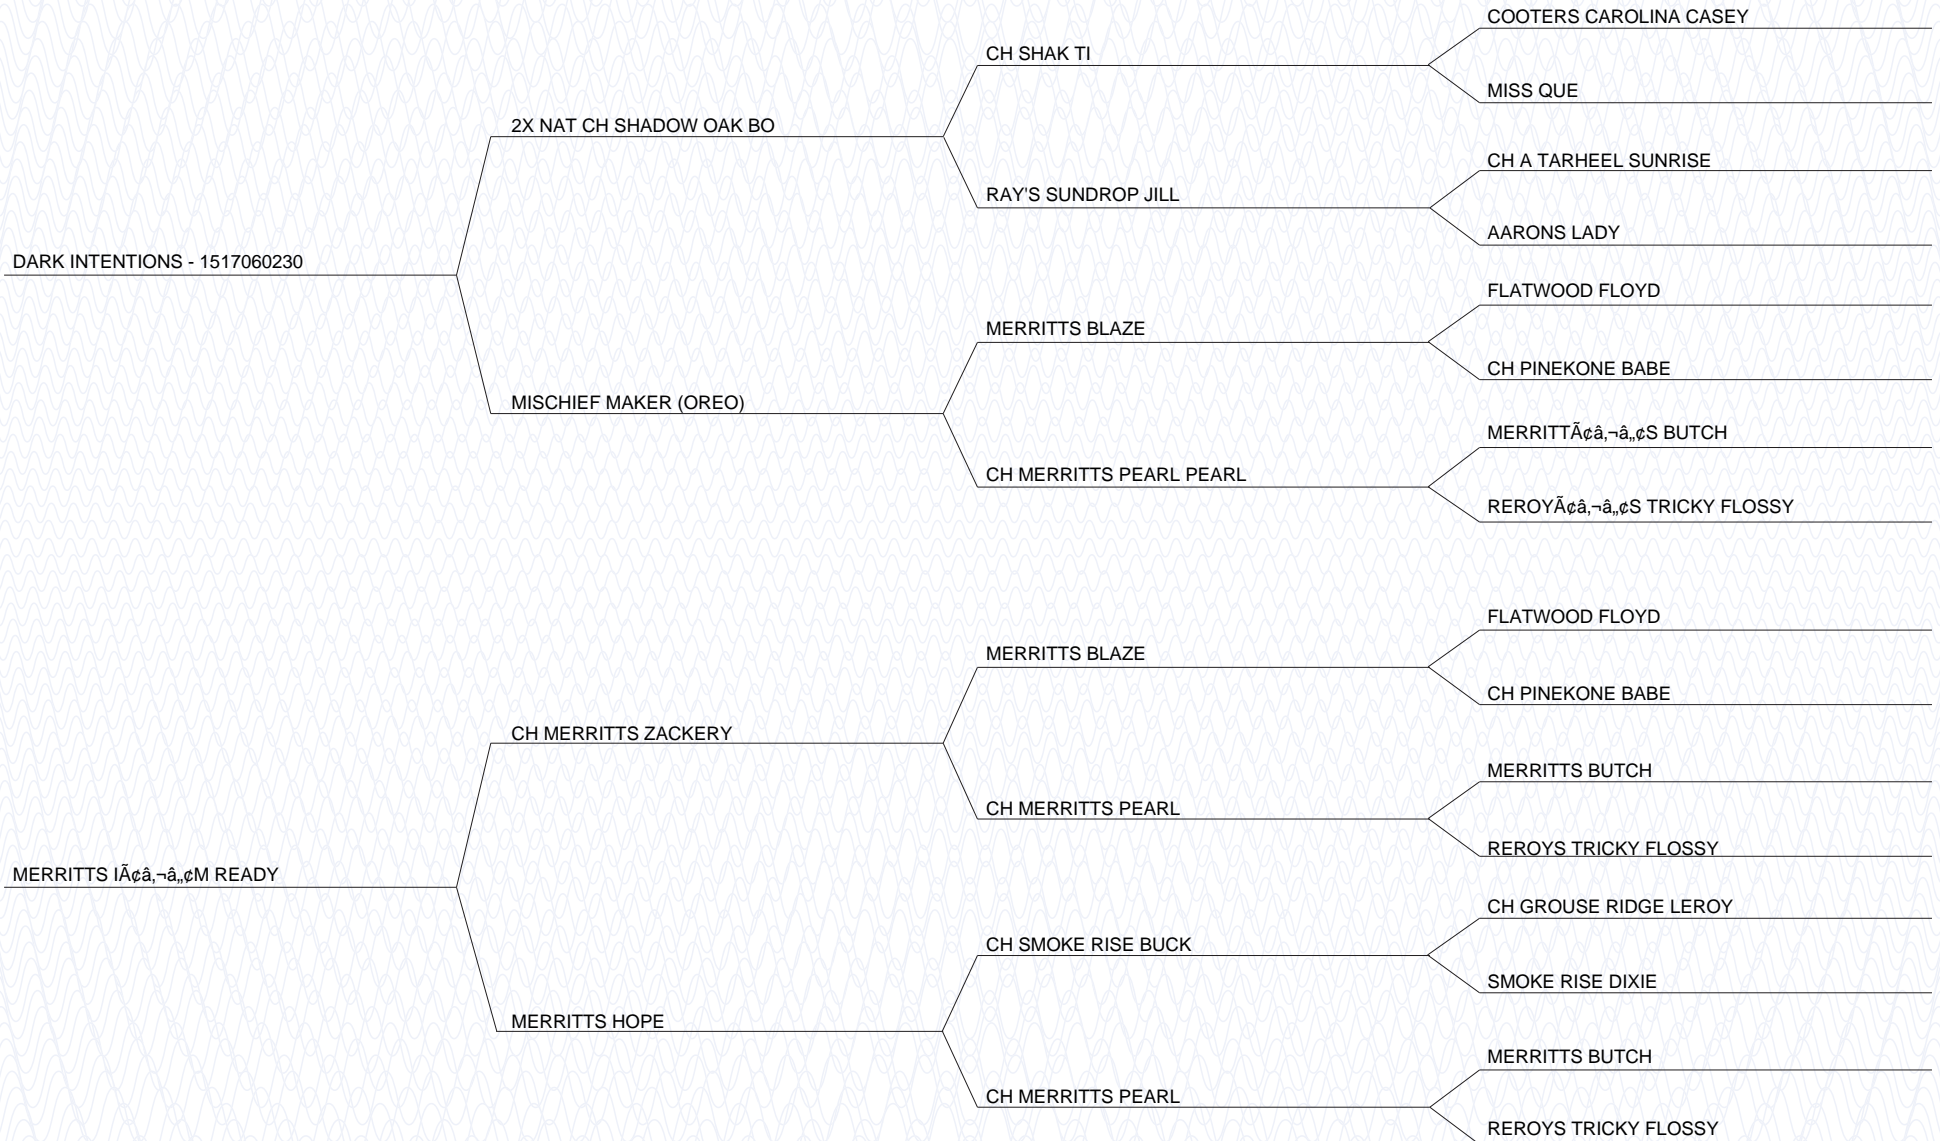 COOTERS CAROLINA CASEY
CH SHAK TI
MISS QUE
2X NAT CH SHADOW OAK BO
CH A TARHEEL SUNRISE
RAY'S SUNDROP JILL
AARONS LADY
DARK INTENTIONS - 1517060230
FLATWOOD FLOYD
MERRITTS BLAZE
CH PINEKONE BABE
MISCHIEF MAKER (OREO)
MERRITTÃ¢â‚¬â„¢S BUTCH
CH MERRITTS PEARL PEARL
REROYÃ¢â‚¬â„¢S TRICKY FLOSSY
FLATWOOD FLOYD
MERRITTS BLAZE
CH PINEKONE BABE
CH MERRITTS ZACKERY
MERRITTS BUTCH
CH MERRITTS PEARL
REROYS TRICKY FLOSSY
MERRITTS IÃ¢â‚¬â„¢M READY
CH GROUSE RIDGE LEROY
CH SMOKE RISE BUCK
SMOKE RISE DIXIE
MERRITTS HOPE
MERRITTS BUTCH
CH MERRITTS PEARL
REROYS TRICKY FLOSSY